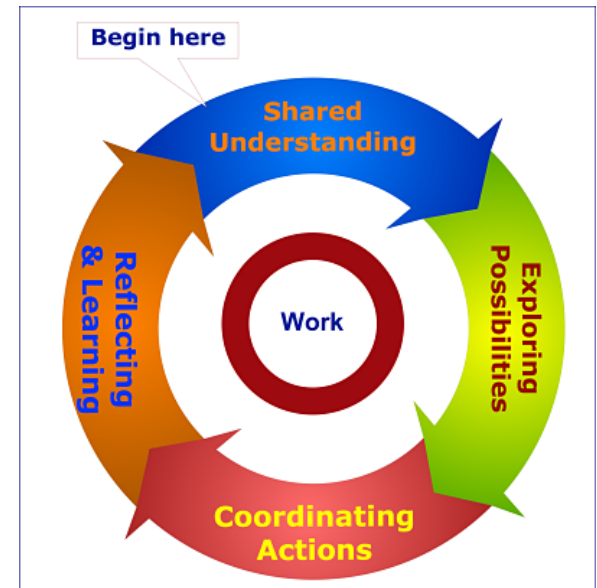 Begin here
Shared
Understanding
Exploring
Possibilities
Coordinating
Actions
Reflecting
& Learning
Work